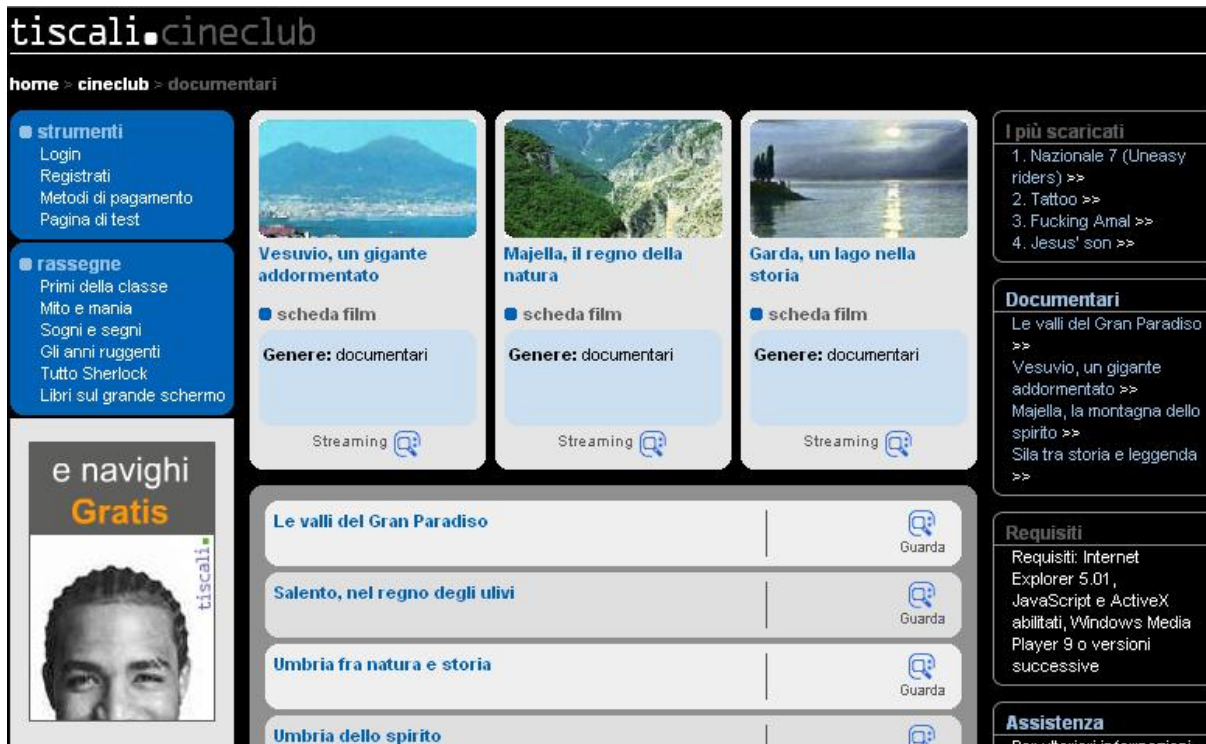 tiscali.cineclub
home > cineclub > documentari
strumenti
Login
Registrati
Metodi di pagamento
Pagina di test
rassegne
Primi della classe
Mito e mania
Sogni e segni
Gli anni ruggenti
Tutto Sherlock
Libri sul grande schermo
e navighi
Gratis
tiscali.
Vesuvio, un gigante
addormentato
scheda film
Genere: documentari
Streaming
Majella, il regno della
natura
scheda film
Genere: documentari
Streaming
Garda, un lago nella
storia
scheda film
Genere: documentari
Streaming
Le valli del Gran Paradiso
Guarda
Salento, nel regno degli ulivi
Guarda
Umbria fra natura e storia
Guarda
Umbria dello spirito
I più scaricati
1. Nazionale 7 (Uneasy
riders) >>
2. Tattoo >>
3. Fucking Amal >>
4. Jesus' son >>
Documentari
Le valli del Gran Paradiso
>>
Vesuvio, un gigante
addormentato >>
Majella, la montagna dello
spirito >>
Sila tra storia e leggenda
>>
Requisiti
Requisiti: Internet
Explorer 5.01,
JavaScript e ActiveX
abilitati, Windows Media
Player 9 o versioni
successive
Assistenza